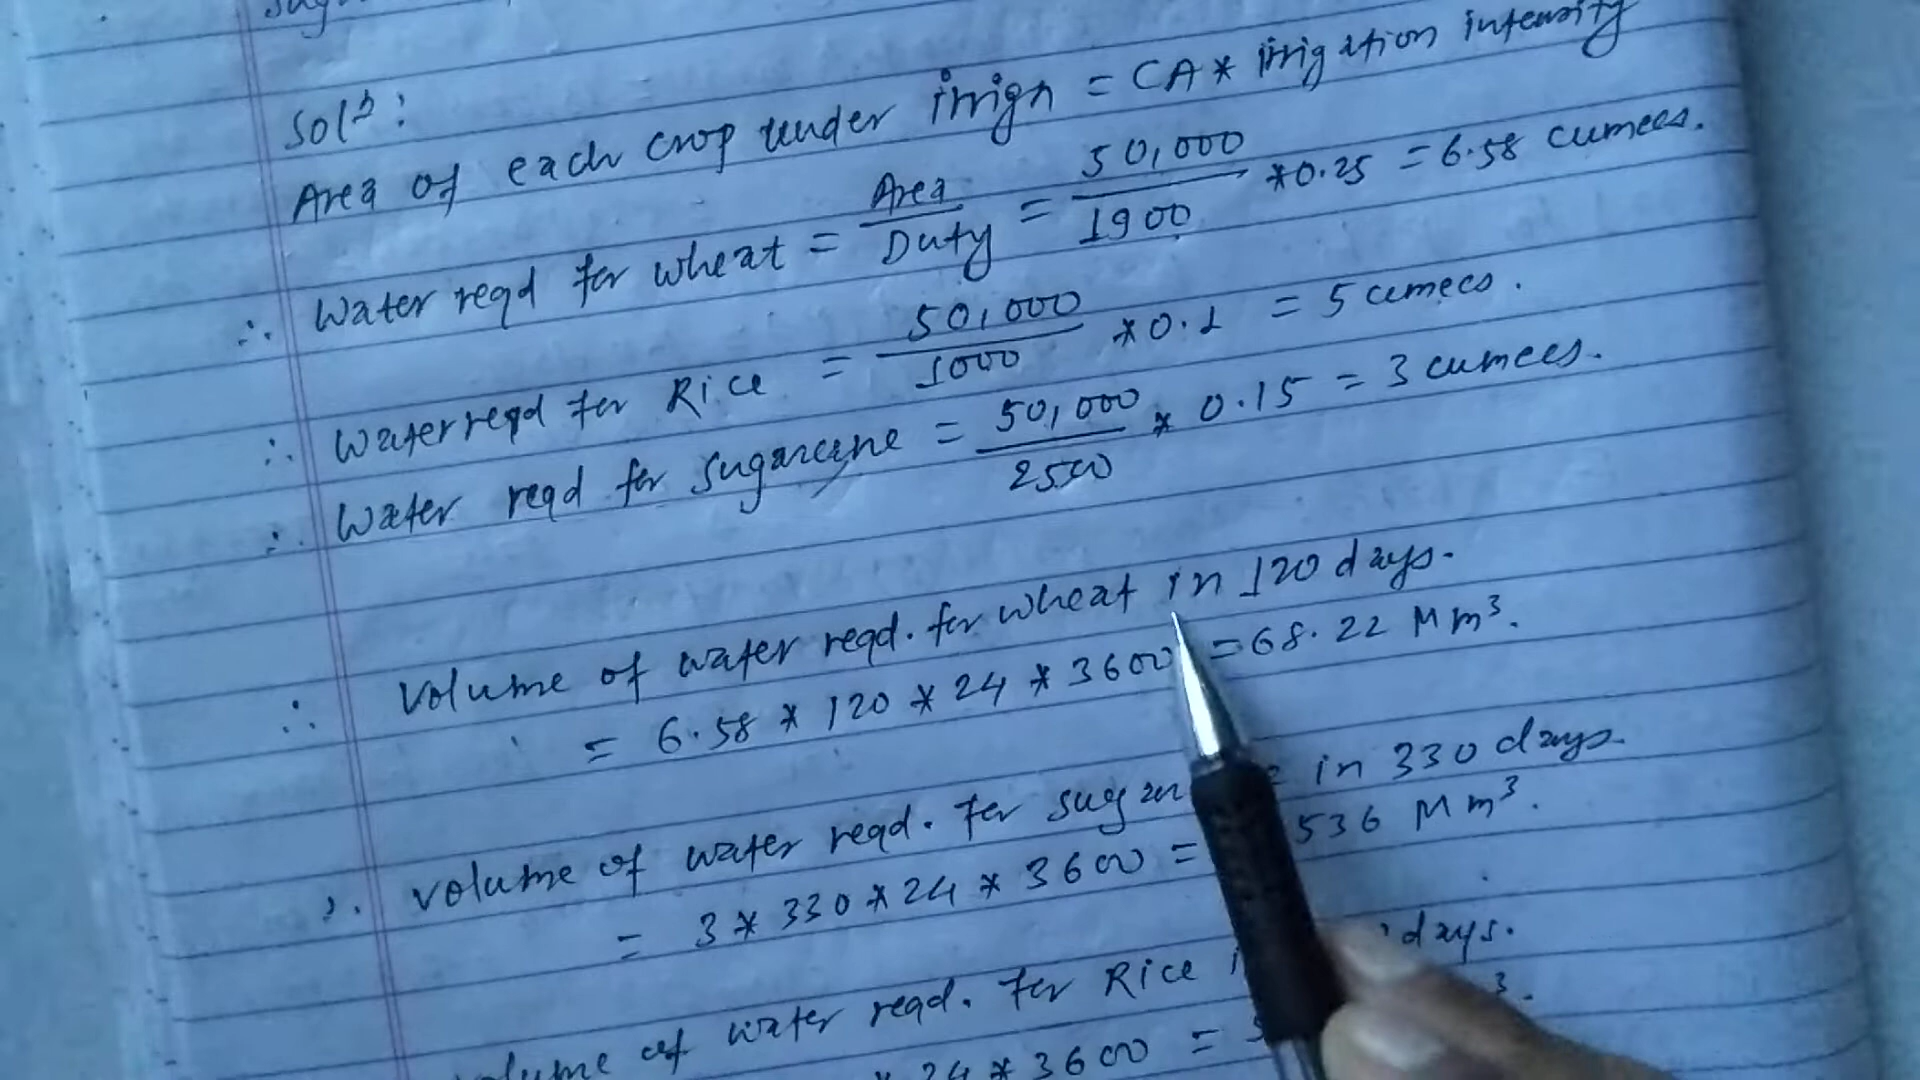 Solⁿ:
Area of each crop under irrign = CA * irrigation intensity
∴ Water reqd for wheat = Area/Duty = 50,000/1900 * 0.25 = 6.58 cumecs.
∴ Water reqd for Rice = 50,000/1000 * 0.1 = 5 cumecs.
∴ Water reqd for sugarcane = 50,000/2500 * 0.15 = 3 cumecs.
∴ Volume of water reqd. for wheat in 120 days.
= 6.58 * 120 * 24 * 3600 = 68.22 Mm³.
∴ volume of water reqd. for in 330 days.
= 3 * 330 * 24 * 3600 = 536 Mm³.
of water reqd. for Rice days.
* 24 * 3600 =